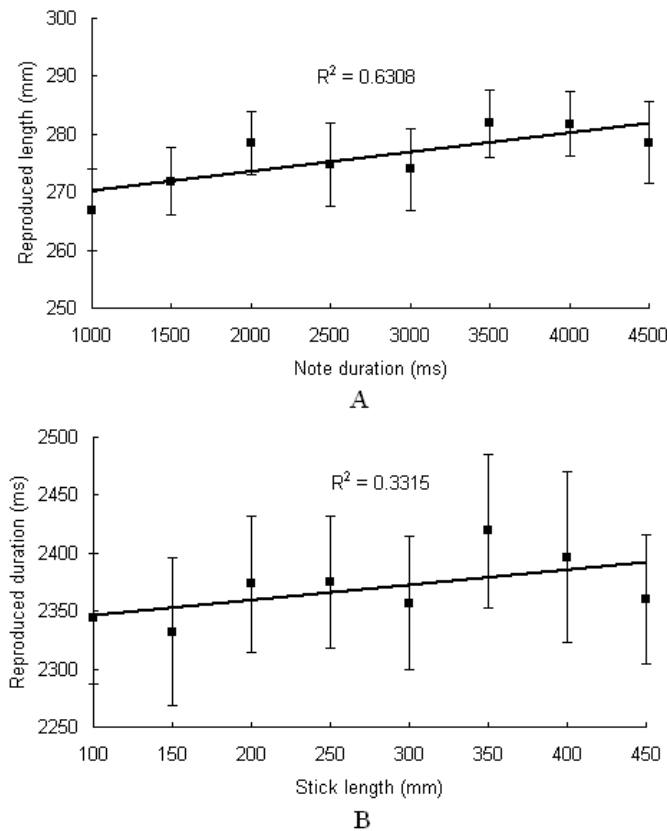 300
290
280
270
260
250
Reproduced length (mm)
R² = 0.6308
1000 1500 2000 2500 3000 3500 4000 4500
Note duration (ms)
A
2500
2450
2400
2350
2300
2250
Reproduced duration (ms)
R² = 0.3315
100 150 200 250 300 350 400 450
Stick length (mm)
B